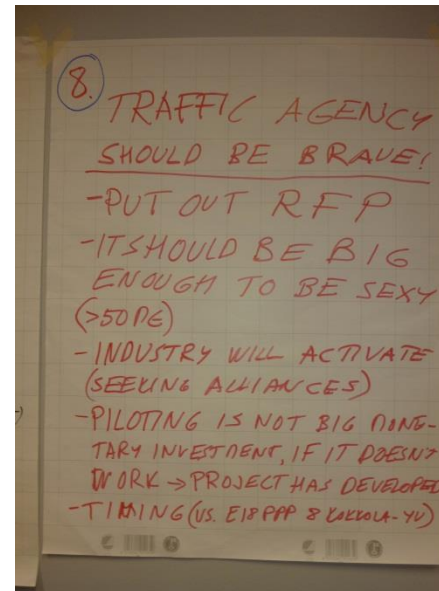 8.
TRAFFIC AGENCY
SHOULD BE BRAVE!
-PUT OUT RFP
-IT SHOULD BE BIG
ENOUGH TO BE SEXY
(>50 M€)
- INDUSTRY WILL ACTIVATE
(SEEKING ALLIANCES)
-PILOTING IS NOT BIG MONE-
TARY INVESTMENT, IF IT DOESN'T
WORK → PROJECT HAS DEVELOPED
-TIMING (VS. E18 PPP & KOKKOLA-YV)